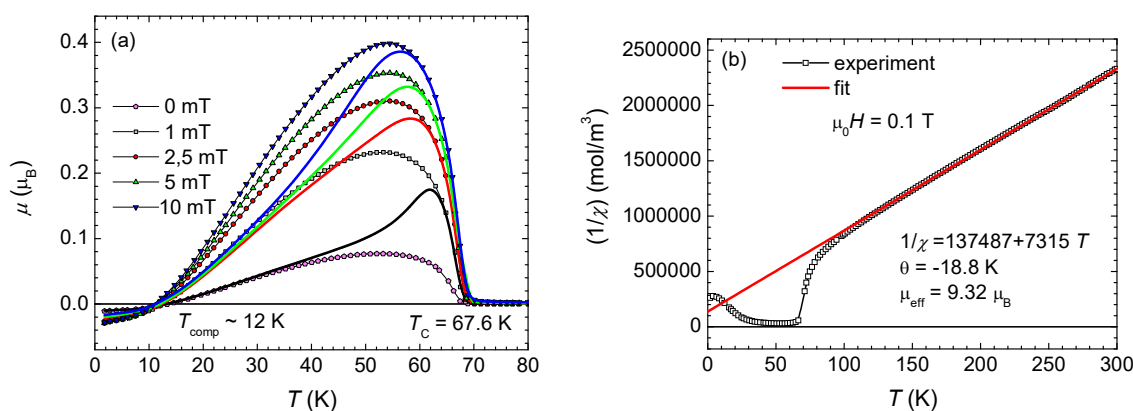 (a)
0.4
0.3
0.2
0.1
0.0
μ (μB)
0 mT
1 mT
2,5 mT
5 mT
10 mT
Tcomp ~ 12 K
TC = 67.6 K
0 10 20 30 40 50 60 70 80
T (K)
(b)
2500000
2000000
1500000
1000000
500000
0
(1/χ) (mol/m³)
experiment
fit
μ0H = 0.1 T
1/χ =137487+7315 T
θ = -18.8 K
μeff = 9.32 μB
0 50 100 150 200 250 300
T (K)